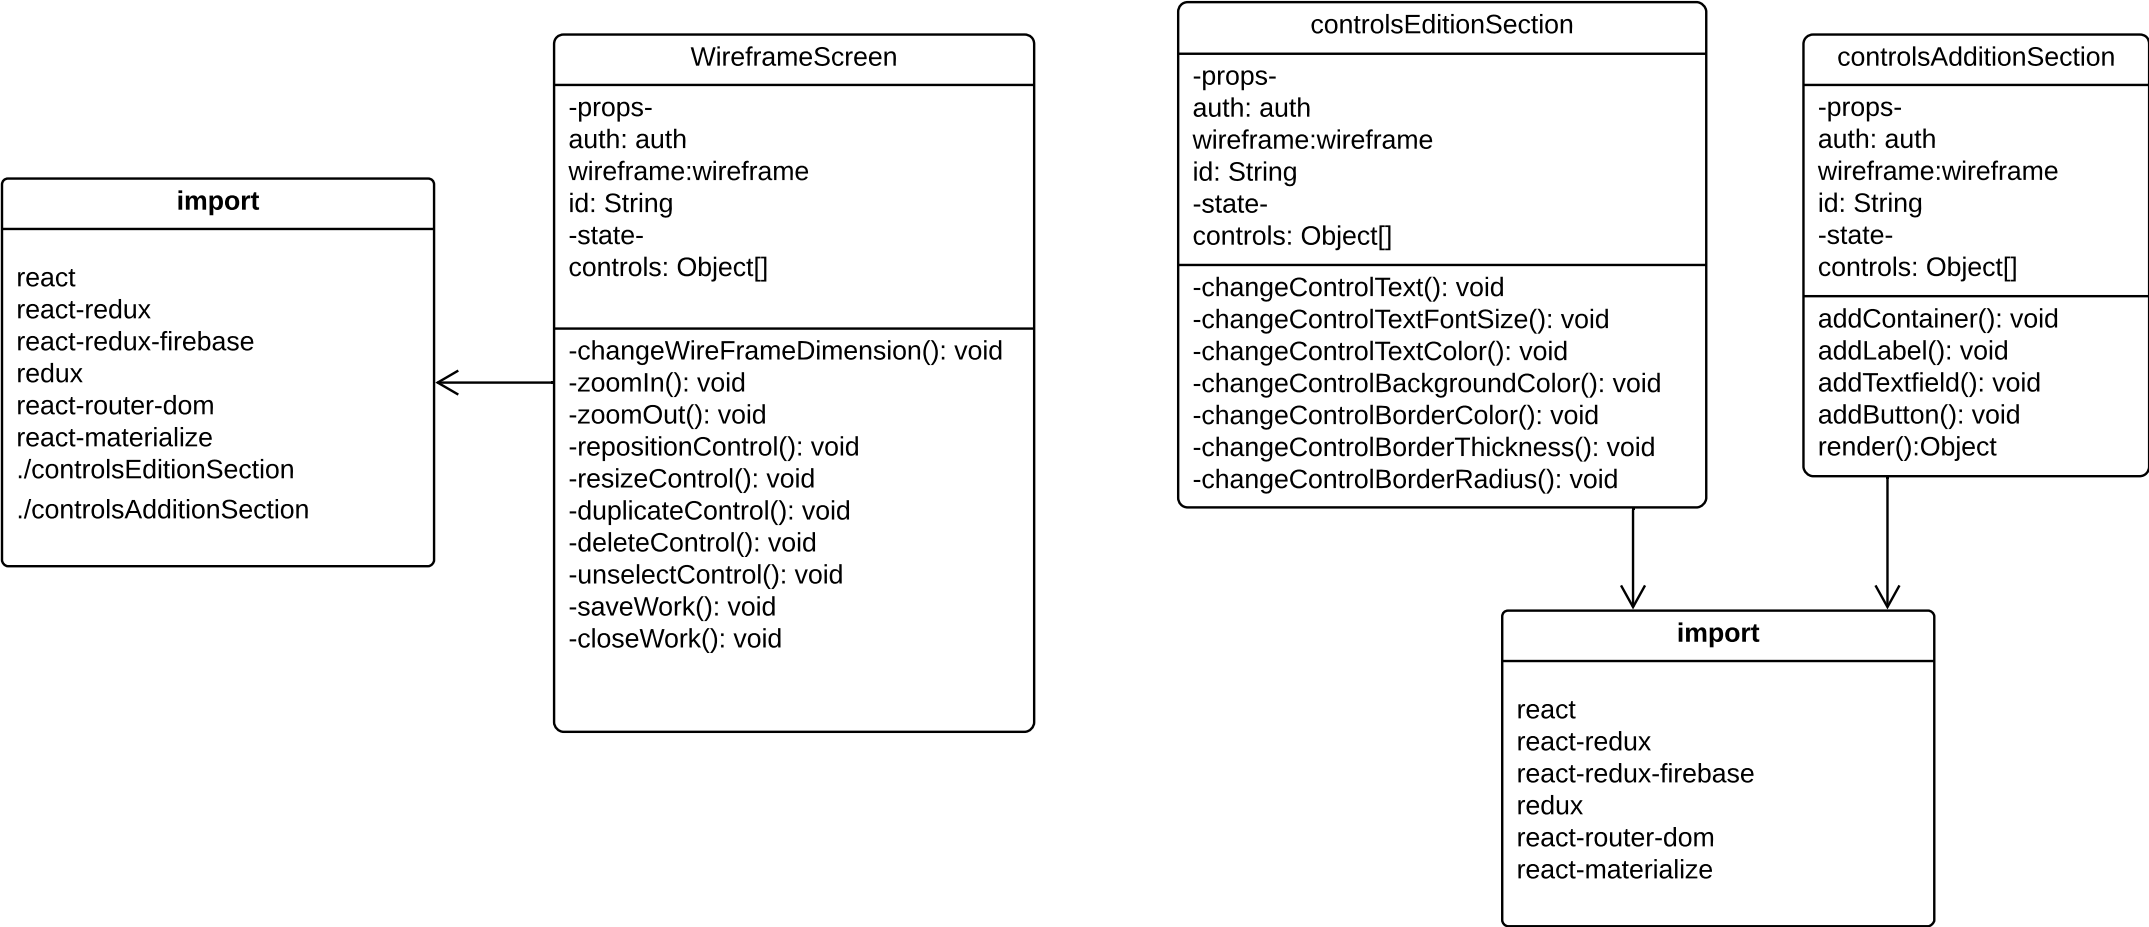 import
react
react-redux
react-redux-firebase
redux
react-router-dom
react-materialize
./controlsEditionSection
./controlsAdditionSection
WireframeScreen
-props-
auth: auth
wireframe:wireframe
id: String
-state-
controls: Object[]
-changeWireFrameDimension(): void
-zoomIn(): void
-zoomOut(): void
-repositionControl(): void
-resizeControl(): void
-duplicateControl(): void
-deleteControl(): void
-unselectControl(): void
-saveWork(): void
-closeWork(): void
controlsEditionSection
-props-
auth: auth
wireframe:wireframe
id: String
-state-
controls: Object[]
-changeControlText(): void
-changeControlTextFontSize(): void
-changeControlTextColor(): void
-changeControlBackgroundColor(): void
-changeControlBorderColor(): void
-changeControlBorderThickness(): void
-changeControlBorderRadius(): void
controlsAdditionSection
-props-
auth: auth
wireframe:wireframe
id: String
-state-
controls: Object[]
addContainer(): void
addLabel(): void
addTextfield(): void
addButton(): void
render():Object
import
react
react-redux
react-redux-firebase
redux
react-router-dom
react-materialize